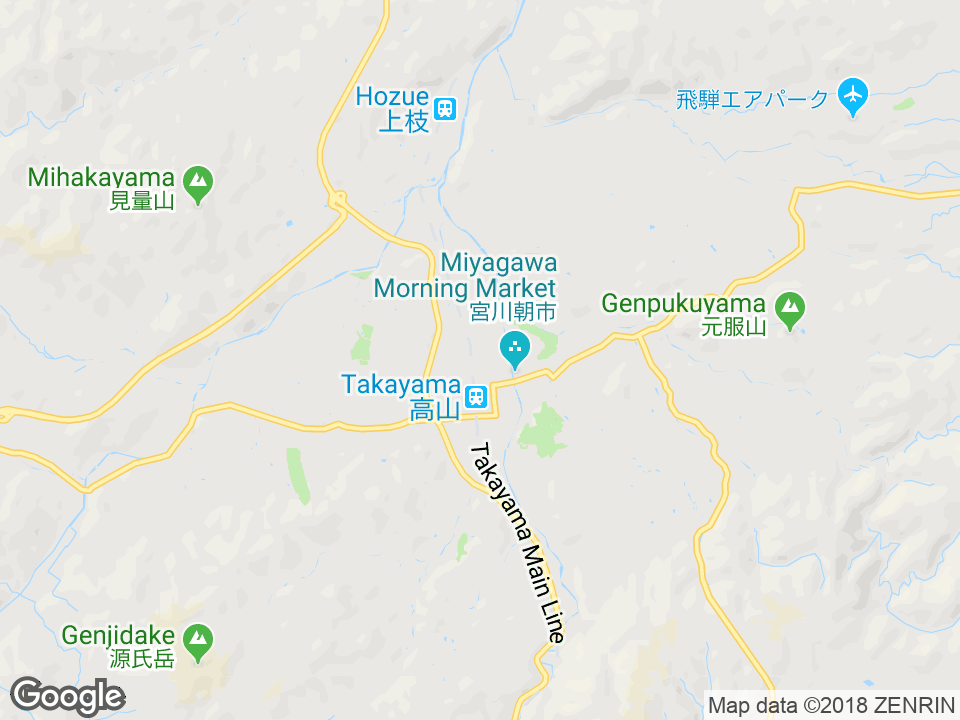 Hozue
上枝
飛騨エアパーク
Mihakayama
見量山
Miyagawa
Morning Market
宮川朝市
Genpukuyama
元服山
Takayama
高山
Takayama Main Line
Genjidake
源氏岳
Google
Map data ©2018 ZENRIN